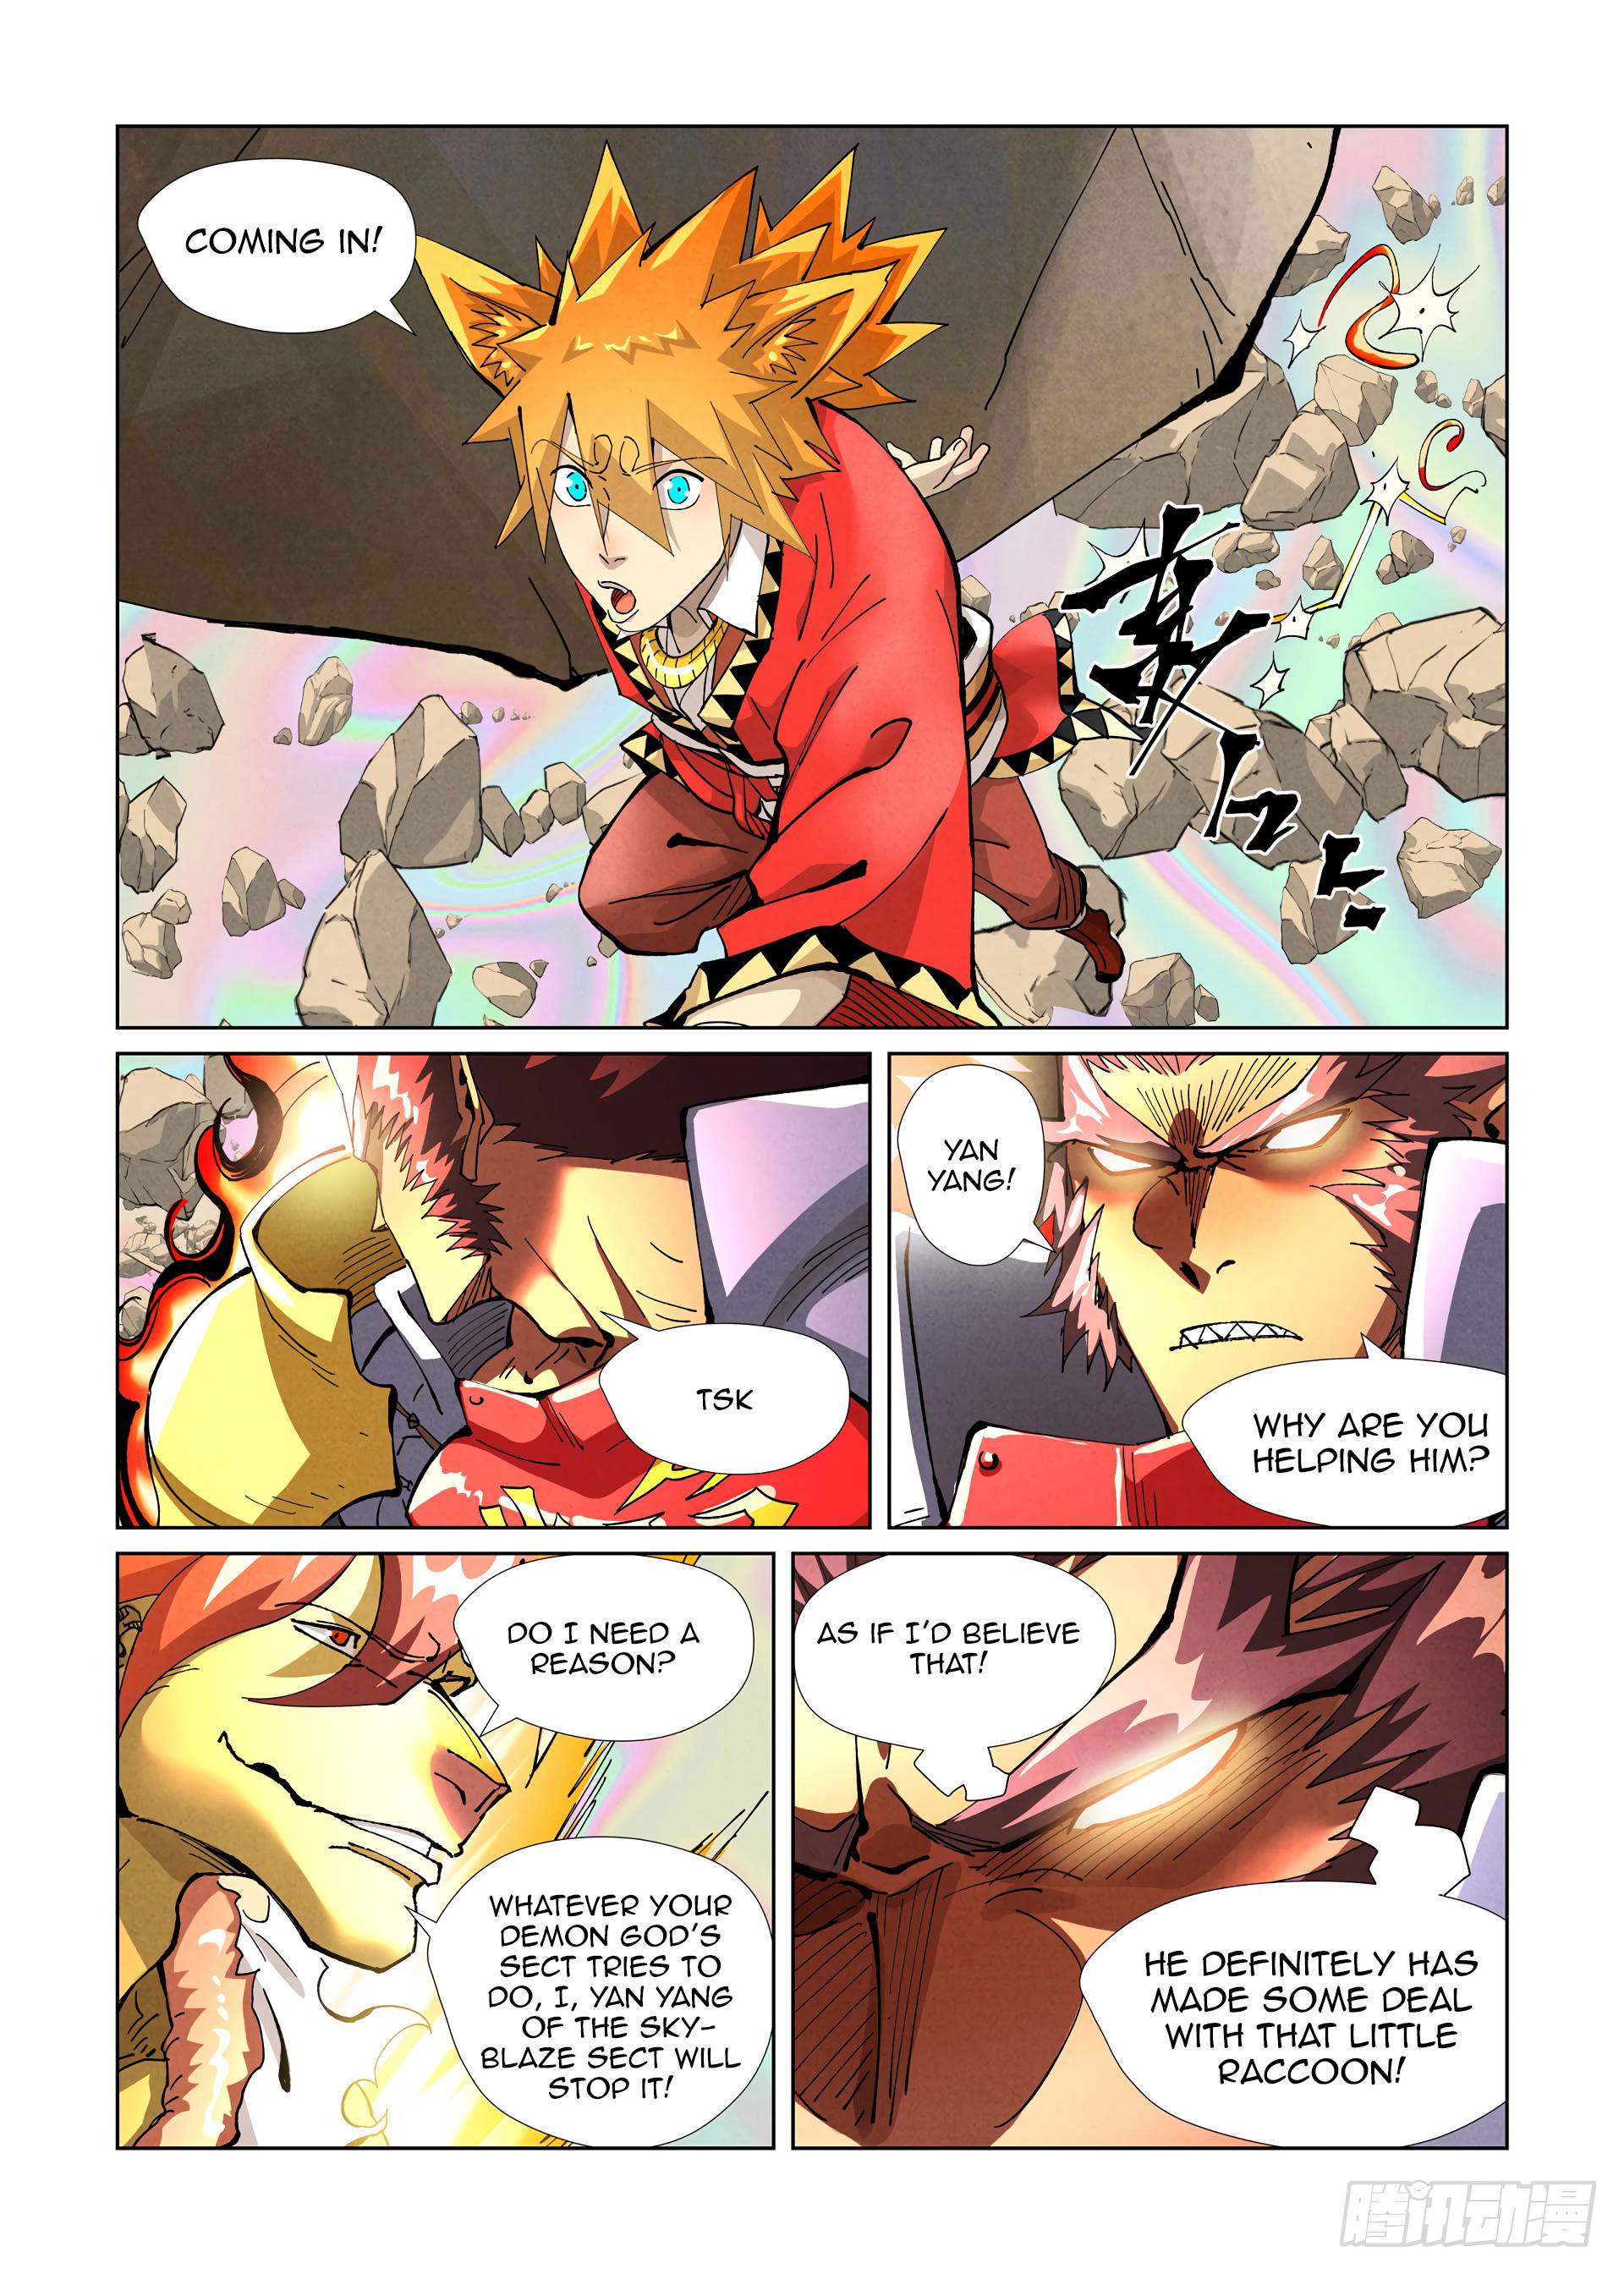 COMING IN!
TSK
YAN
YANG!
WHY ARE YOU
HELPING HIM?
DO I NEED A
REASON?
WHATEVER YOUR
DEMON GOD'S
SECT TRIES TO
DO, I, YAN YANG
OF THE SKY-
BLAZE SECT WILL
STOP IT!
AS IF I'D BELIEVE
THAT!
HE DEFINITELY HAS
MADE SOME DEAL
WITH THAT LITTLE
RACCOON!
腾讯动漫